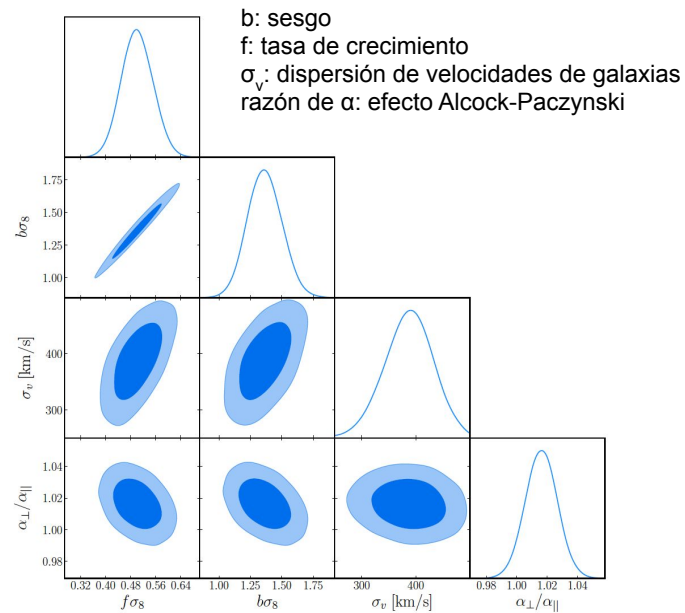 b: sesgo
f: tasa de crecimiento
σ_v: dispersión de velocidades de galaxias
razón de α: efecto Alcock-Paczynski
bσ₈
1.75
1.50
1.25
1.00
σ_v [km/s]
400
300
α⊥/α||
1.04
1.02
1.00
0.98
0.32 0.40 0.48 0.56 0.64
1.00 1.25 1.50 1.75
300 400
0.98 1.00 1.02 1.04
fσ₈
bσ₈
σ_v [km/s]
α⊥/α||